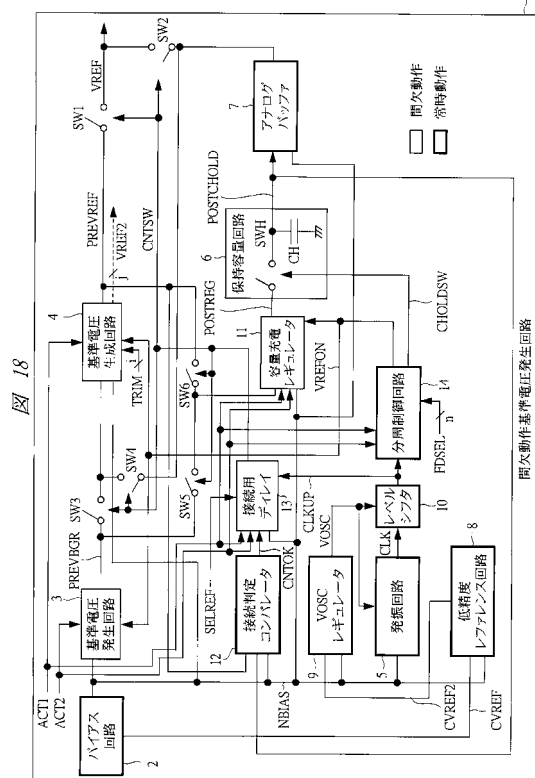 図 18
ACT1
ACT2
バイアス
回路
2
基準電圧
発生回路
3
PREVBGR
SW3
SW4
基準電圧
生成回路
4
TRIM
i
j
VREF2
PREVREF
SW1
VREF
SW2
CNTSW
SW5
SW6
SELREF
接続用
ディレイ
13
接続判定
コンパレータ
12
CNTOK
NBIAS
容量充電
レギュレータ
11
POSTREG
保持容量回路
6
SWH
CH
POSTCHOLD
アナログ
バッファ
7
VREFON
CLKUP
VOSC
VOSC
レギュレータ
9
発振回路
5
CLK
レベル
シフタ
10
分周制御回路
14
FDSEL
n
CHOLDSW
低精度
レファレンス回路
8
CVREF2
CVREF
間欠動作
常時動作
間欠動作基準電圧発生回路